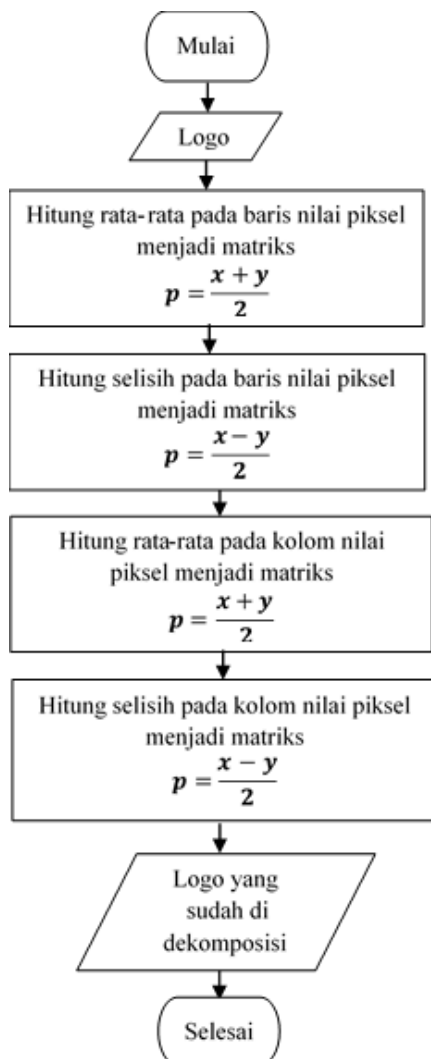 Mulai
Logo
Hitung rata-rata pada baris nilai piksel
menjadi matriks
p = x + y / 2
Hitung selisih pada baris nilai piksel
menjadi matriks
p = x − y / 2
Hitung rata-rata pada kolom nilai
piksel menjadi matriks
p = x + y / 2
Hitung selisih pada kolom nilai piksel
menjadi matriks
p = x − y / 2
Logo yang
sudah di
dekomposisi
Selesai